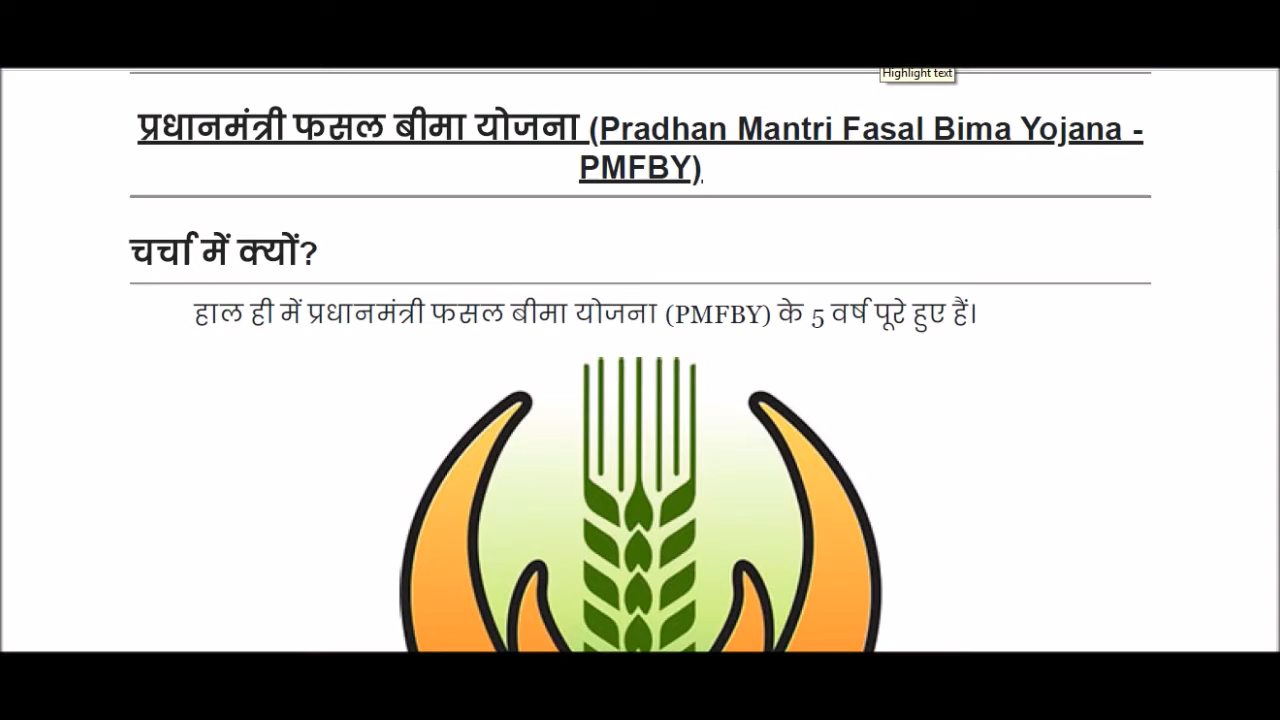 Highlight text
प्रधानमंत्री फसल बीमा योजना (Pradhan Mantri Fasal Bima Yojana -
PMFBY)
चर्चा में क्यों?
हाल ही में प्रधानमंत्री फसल बीमा योजना (PMFBY) के 5 वर्ष पूरे हुए हैं।